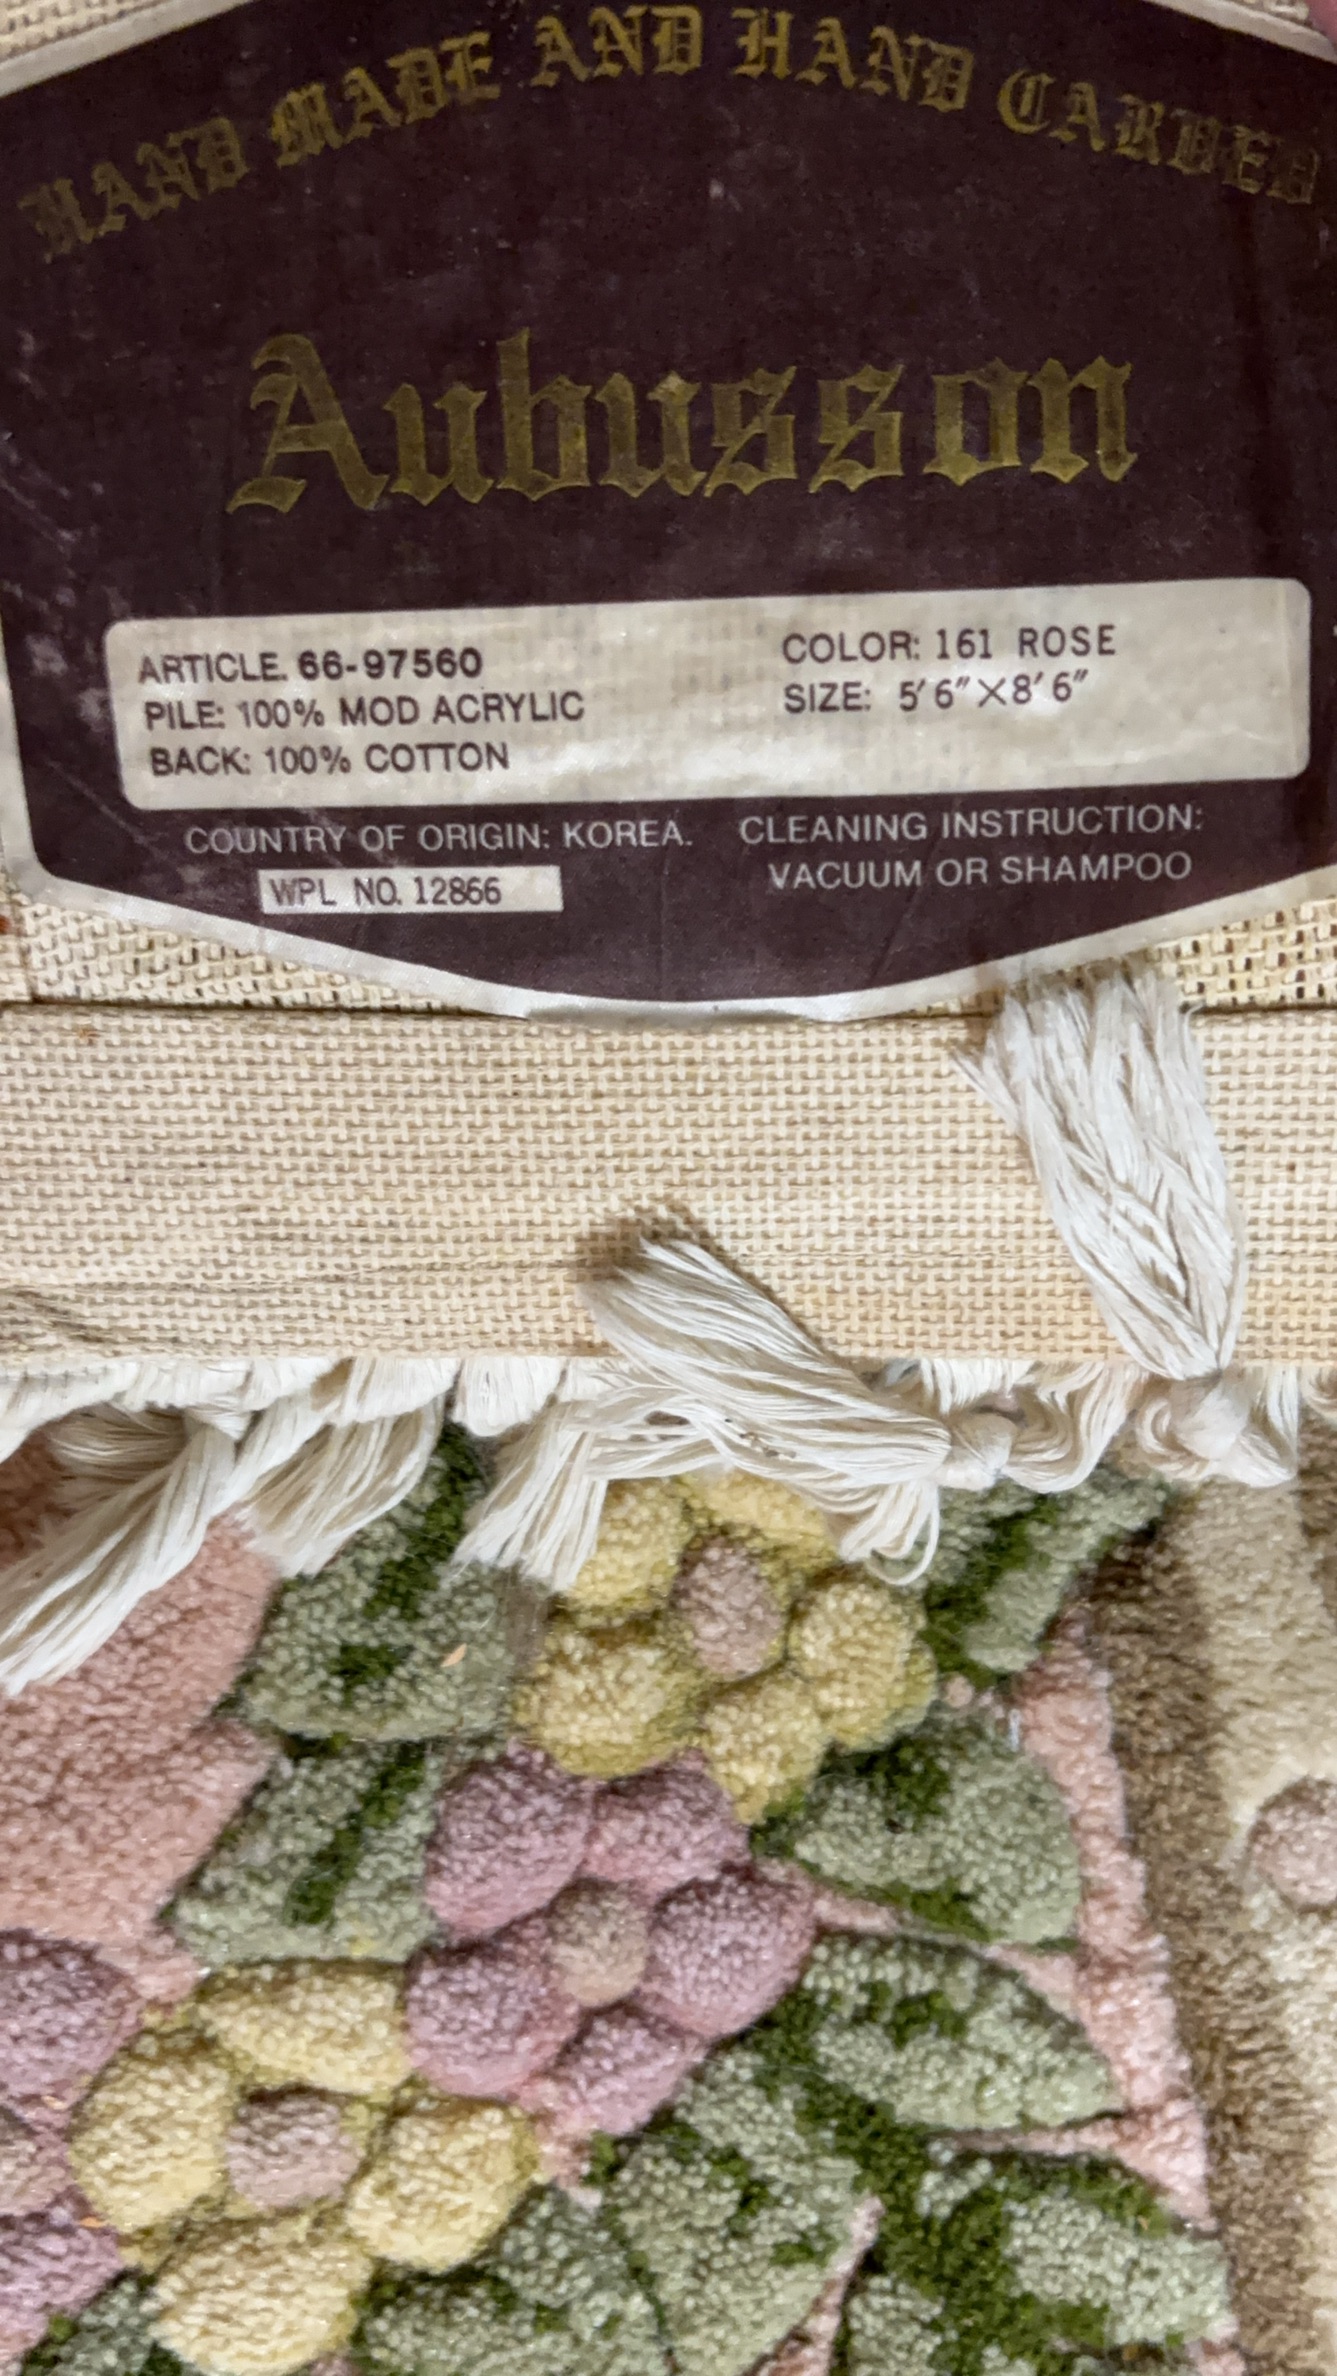 HAND MADE AND HAND CARVED
Aubusson
ARTICLE. 66-97560
PILE: 100% MOD ACRYLIC
BACK: 100% COTTON
COLOR: 161 ROSE
SIZE: 5′6″×8′6″
COUNTRY OF ORIGIN: KOREA.
WPL NO. 12866
CLEANING INSTRUCTION:
VACUUM OR SHAMPOO